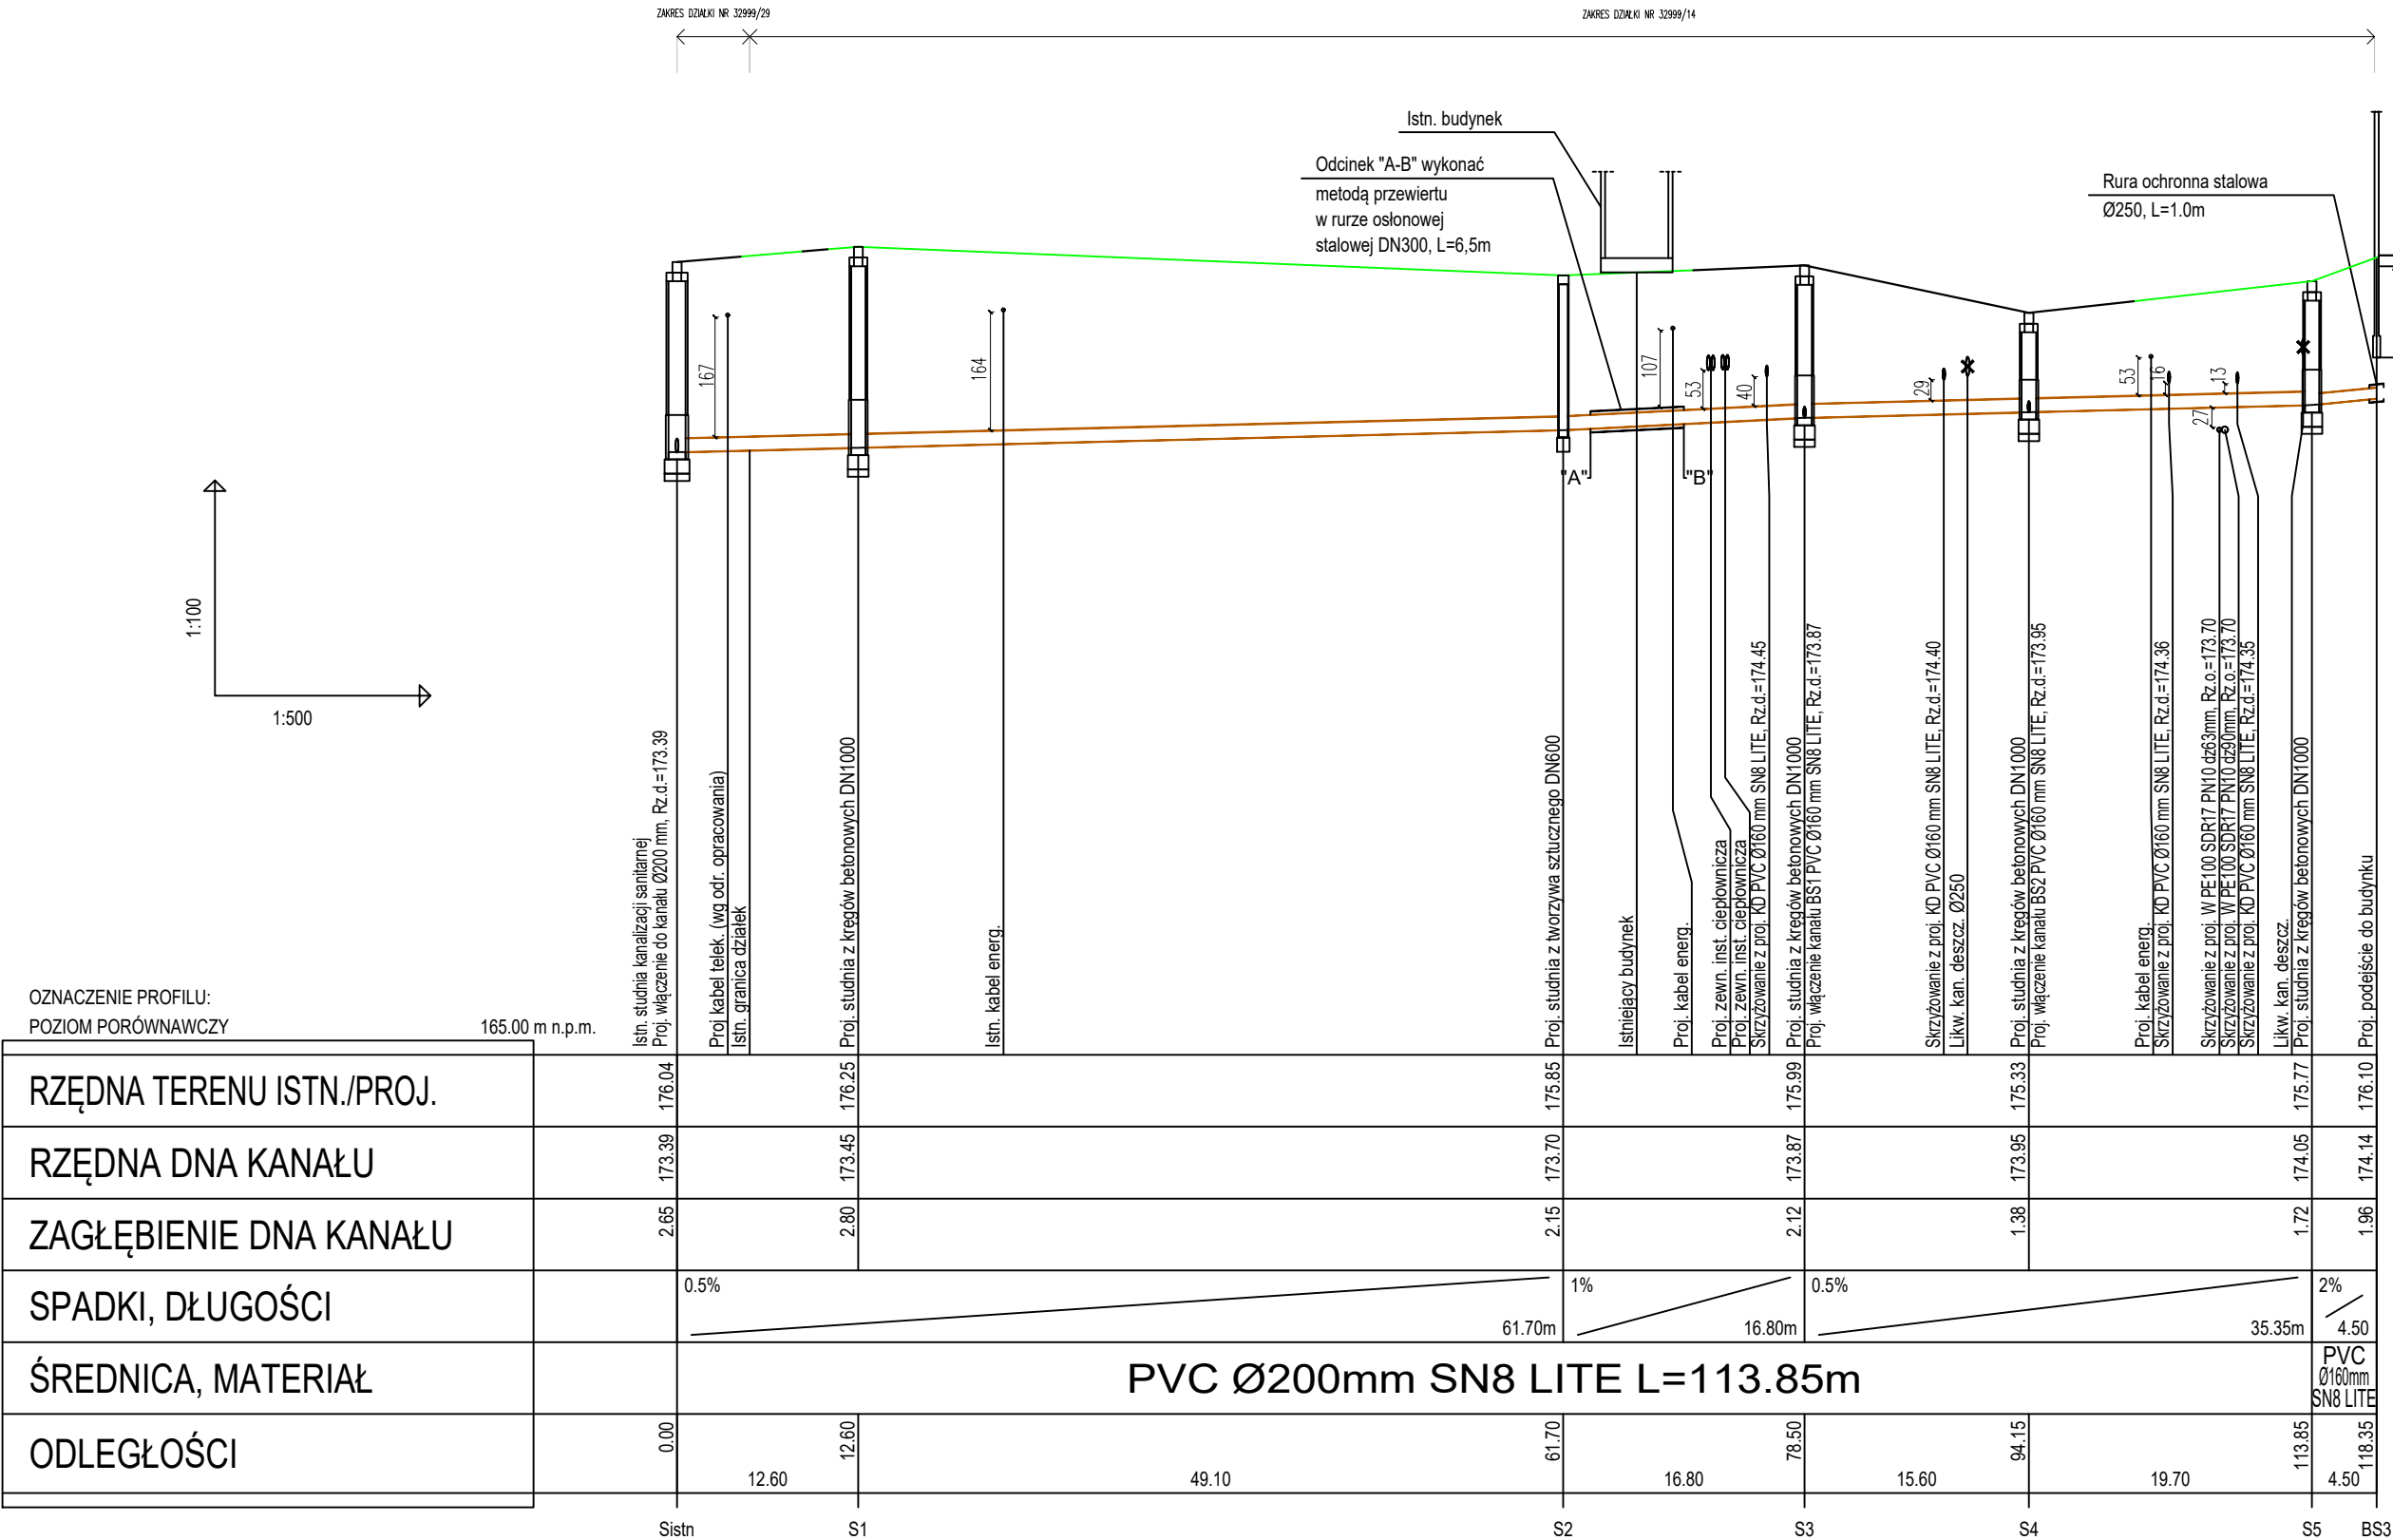 ZAKRES DZIAŁKI NR 32999/29
ZAKRES DZIAŁKI NR 32999/14
Istn. budynek
Odcinek "A-B" wykonać
metodą przewiertu
w rurze osłonowej
stalowej DN300, L=6,5m
Rura ochronna stalowa
Ø250, L=1.0m
167
164
107
53
40
29
53
16
13
27
"A"
"B"
1:100
1:500
Istn. studnia kanalizacji sanitarnej
Proj. włączenie do kanału Ø200 mm, Rz.d.=173.39
Proj kabel telek. (wg odr. opracowania)
Istn. granica działek
Proj. studnia z kręgów betonowych DN1000
Istn. kabel energ.
Proj. studnia z tworzywa sztucznego DN600
Istniejący budynek
Proj. kabel energ.
Proj. zewn. inst. ciepłownicza
Proj. zewn. inst. ciepłownicza
Skrzyżowanie z proj. KD PVC Ø160 mm SN8 LITE, Rz.d.=174.45
Proj. studnia z kręgów betonowych DN1000
Proj. włączenie kanału BS1 PVC Ø160 mm SN8 LITE, Rz.d.=173.87
Skrzyżowanie z proj. KD PVC Ø160 mm SN8 LITE, Rz.d.=174.40
Likw. kan. deszcz. Ø250
Proj. studnia z kręgów betonowych DN1000
Proj. włączenie kanału BS2 PVC Ø160 mm SN8 LITE, Rz.d.=173.95
Proj. kabel energ.
Skrzyżowanie z proj. KD PVC Ø160 mm SN8 LITE, Rz.d.=174.36
Skrzyżowanie z proj. W PE100 SDR17 PN10 dz63mm, Rz.o.=173.70
Skrzyżowanie z proj. W PE100 SDR17 PN10 dz90mm, Rz.o.=173.70
Skrzyżowanie z proj. KD PVC Ø160 mm SN8 LITE, Rz.d.=174.35
Likw. kan. deszcz.
Proj. studnia z kręgów betonowych DN1000
Proj. podejście do budynku
OZNACZENIE PROFILU:
POZIOM PORÓWNAWCZY 165.00 m n.p.m.
RZĘDNA TERENU ISTN./PROJ. 176.04 176.25 175.85 175.99 175.33 175.77 176.10
RZĘDNA DNA KANAŁU 173.39 173.45 173.70 173.87 173.95 174.05 174.14
ZAGŁĘBIENIE DNA KANAŁU 2.65 2.80 2.15 2.12 1.38 1.72 1.96
SPADKI, DŁUGOŚCI
0.5% 1% 0.5% 2%
61.70m 16.80m 35.35m 4.50
ŚREDNICA, MATERIAŁ
PVC Ø200mm SN8 LITE L=113.85m
PVC
Ø160mm
SN8 LITE
ODLEGŁOŚCI
0.00 12.60 61.70 78.50 94.15 113.85 118.35
12.60 49.10 16.80 15.60 19.70 4.50
Sistn S1 S2 S3 S4 S5 BS3